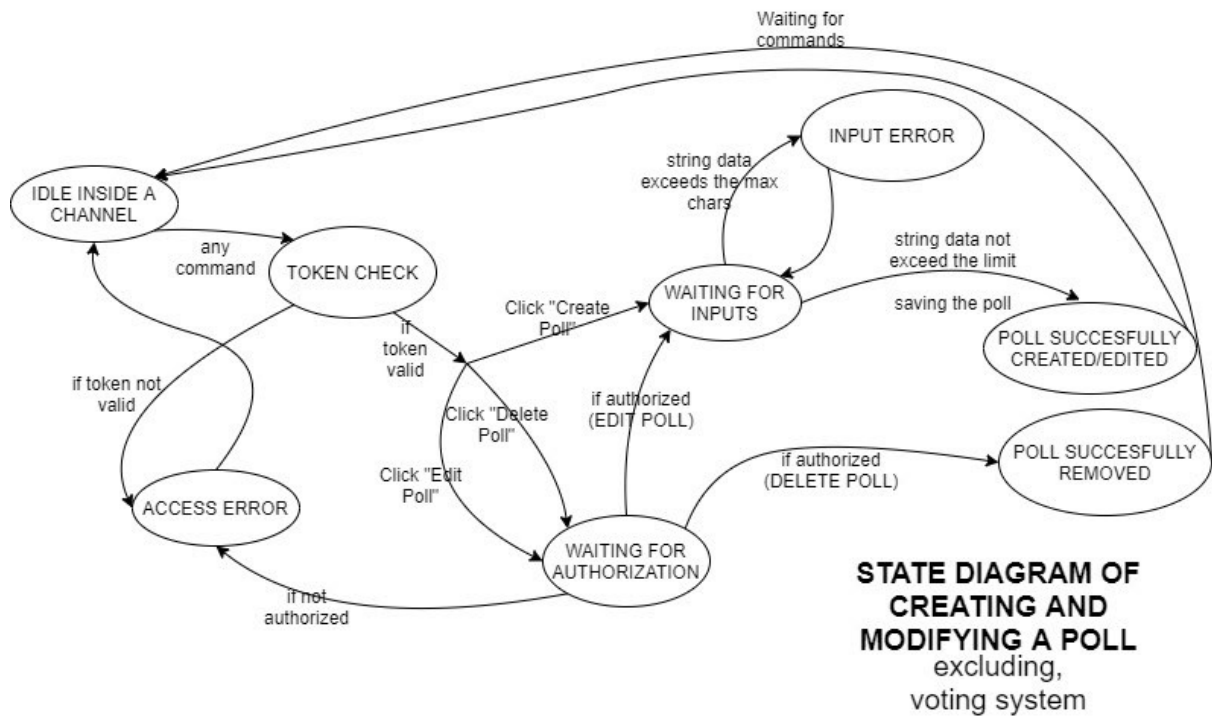 Waiting for
commands
INPUT ERROR
string data
exceeds the max
chars
IDLE INSIDE A
CHANNEL
any
command
TOKEN CHECK
string data not
exceed the limit
saving the poll
WAITING FOR
INPUTS
Click "Create
Poll"
if
token
valid
POLL SUCCESFULLY
CREATED/EDITED
if token not
valid
if authorized
(EDIT POLL)
Click "Delete
Poll"
Click "Edit
Poll"
if authorized
(DELETE POLL)
POLL SUCCESFULLY
REMOVED
ACCESS ERROR
WAITING FOR
AUTHORIZATION
if not
authorized
STATE DIAGRAM OF
CREATING AND
MODIFYING A POLL
excluding,
voting system